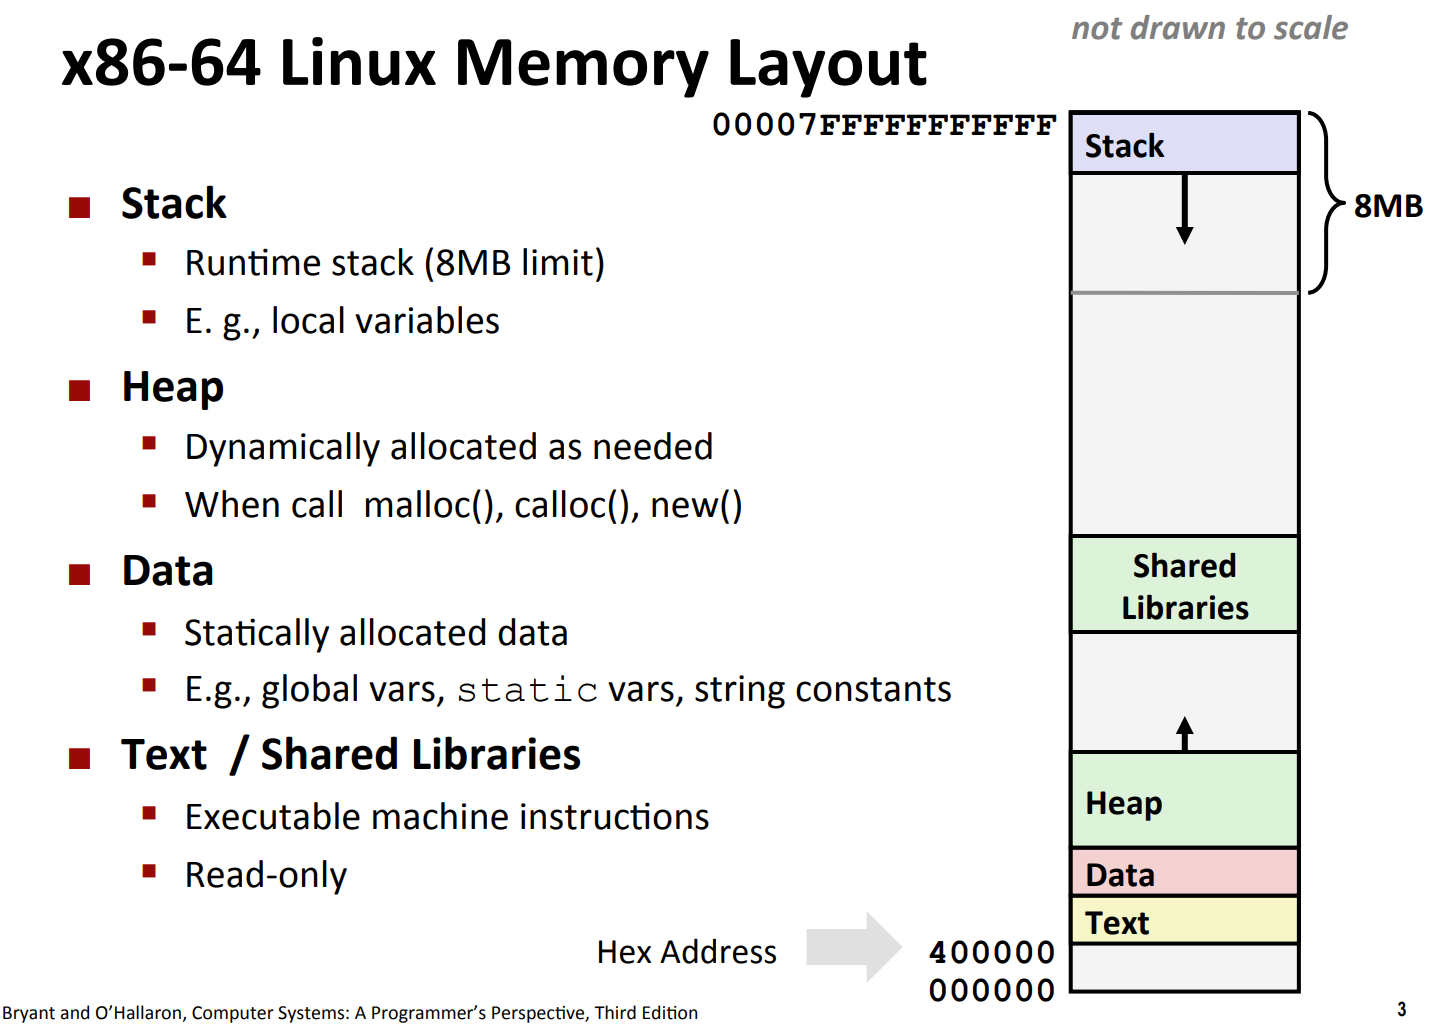 not drawn to scale
x86-64 Linux Memory Layout
00007FFFFFFFFFFF
Stack
8MB
■ Stack
▪ Runtime stack (8MB limit)
▪ E. g., local variables
■ Heap
▪ Dynamically allocated as needed
▪ When call  malloc(), calloc(), new()
■ Data
▪ Statically allocated data
▪ E.g., global vars, static vars, string constants
■ Text  / Shared Libraries
▪ Executable machine instructions
▪ Read-only
Shared
Libraries
Heap
Data
Text
Hex Address
400000
000000
Bryant and O’Hallaron, Computer Systems: A Programmer’s Perspective, Third Edition
3